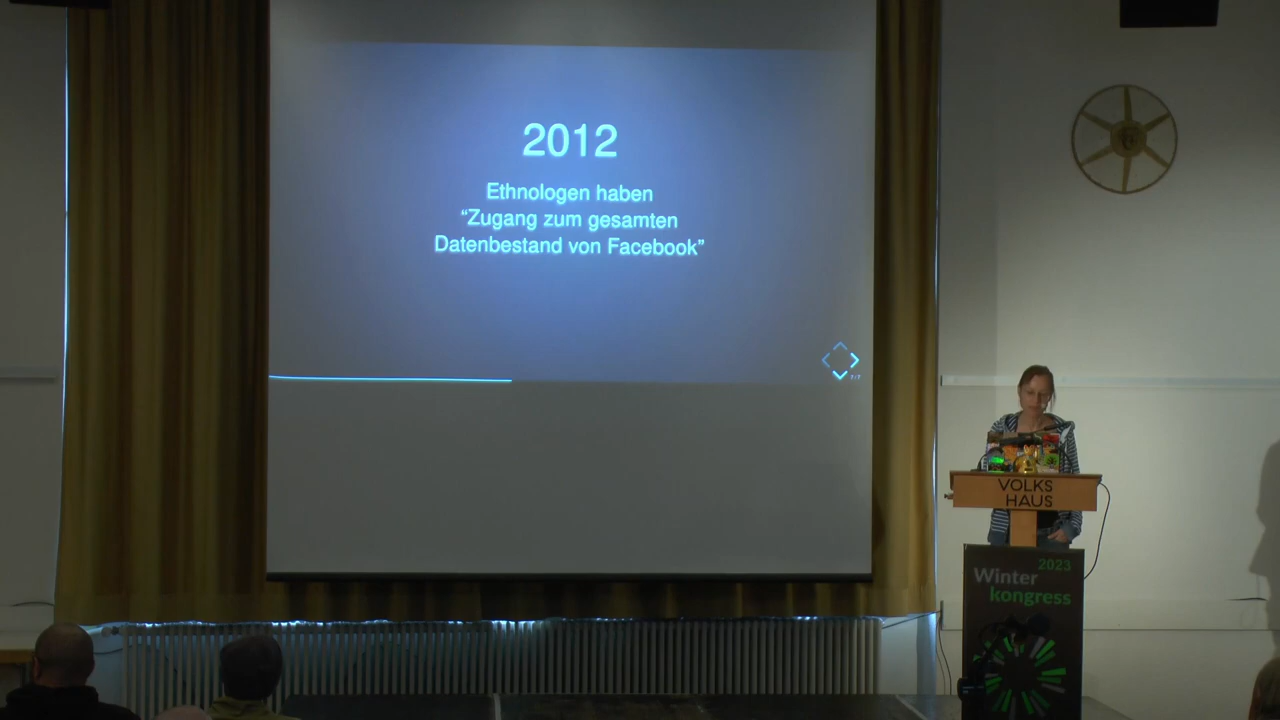 2012
Ethnologen haben
“Zugang zum gesamten
Datenbestand von Facebook”
VOLKS
HAUS
2023
Winter
kongress